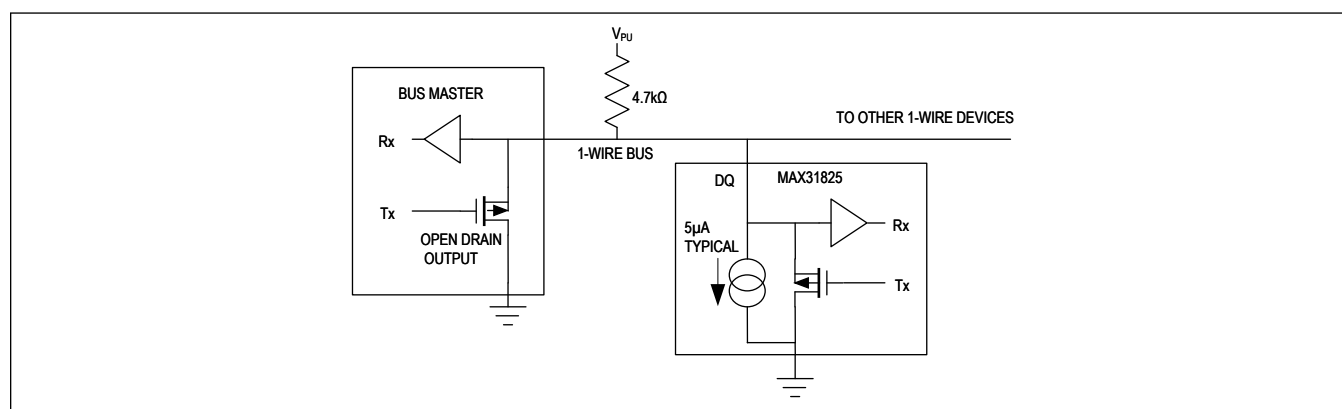 V_PU
BUS MASTER
4.7kΩ
TO OTHER 1-WIRE DEVICES
Rx
1-WIRE BUS
DQ
MAX31825
Tx
5µA
TYPICAL
Rx
OPEN DRAIN
OUTPUT
Tx